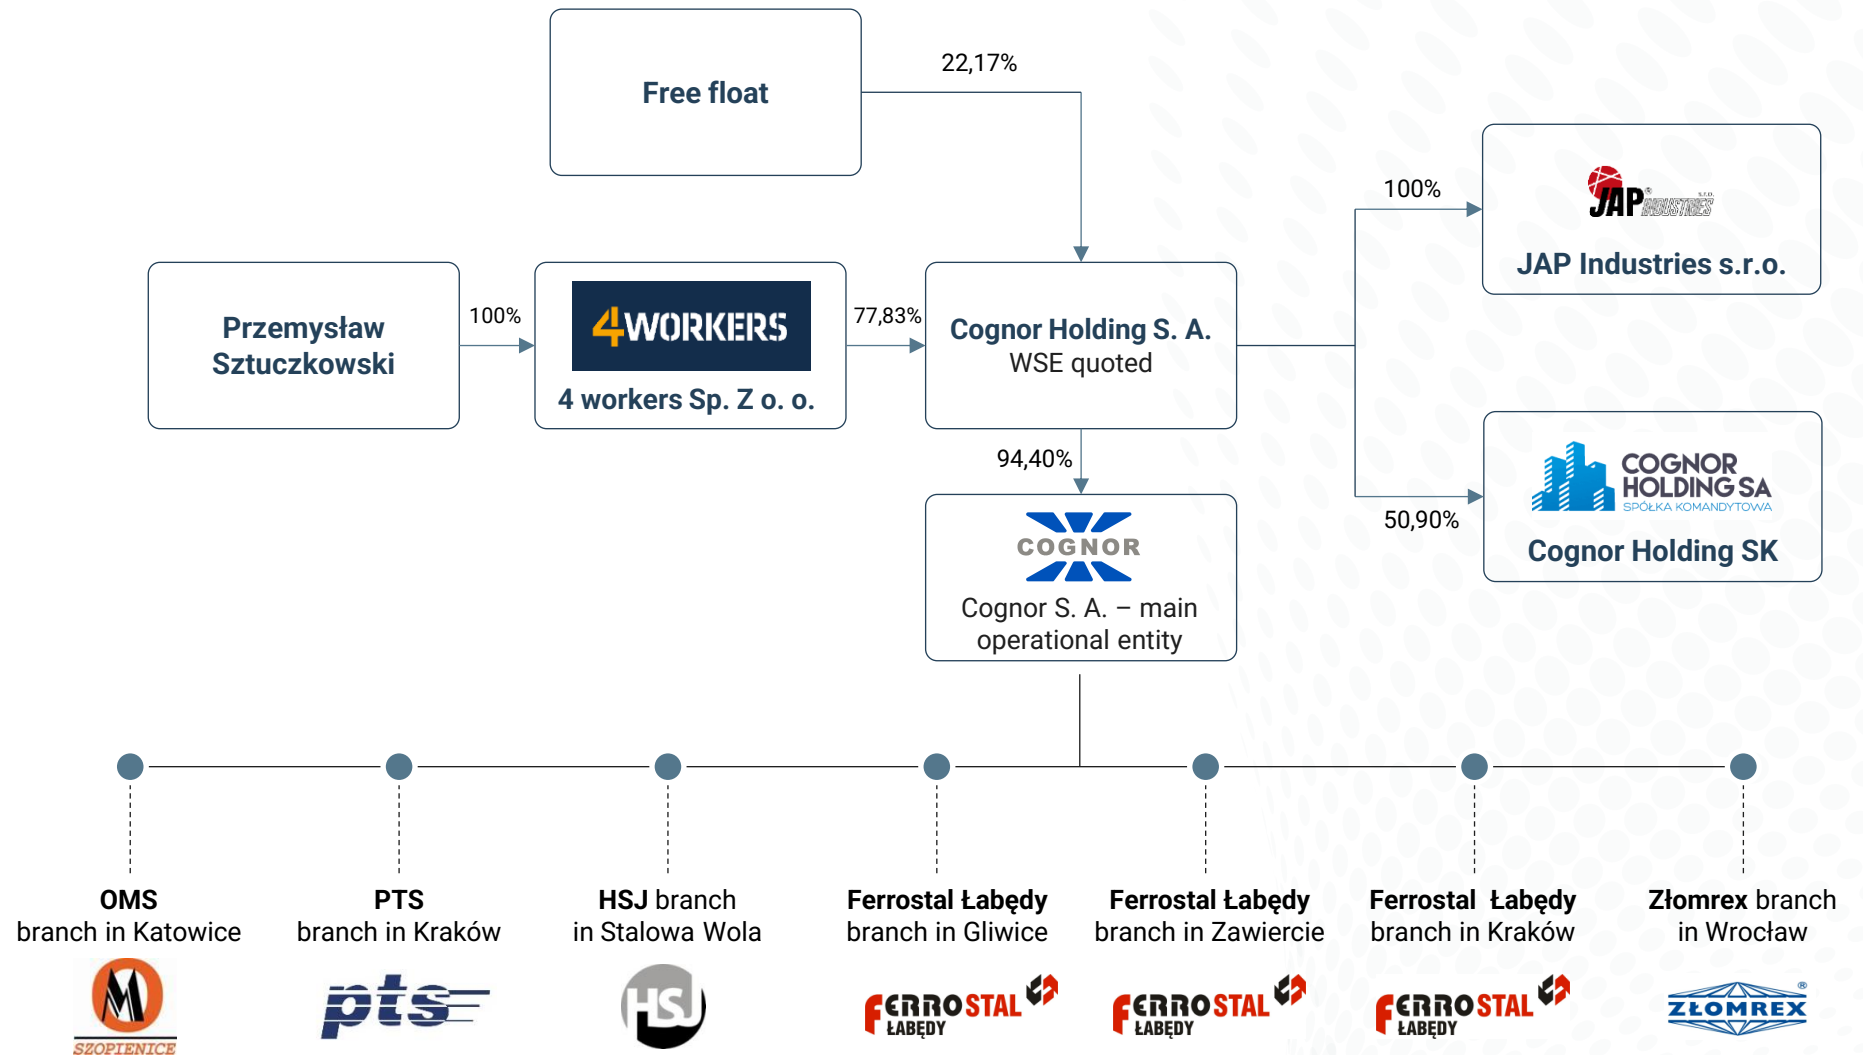 Free float
22,17%
100%
JAP® INDUSTRIES s.r.o.
JAP Industries s.r.o.
Przemysław
Sztuczkowski
100%
4WORKERS
4 workers Sp. Z o. o.
77,83%
Cognor Holding S. A.
WSE quoted
94,40%
COGNOR
HOLDING SA
SPÓŁKA KOMANDYTOWA
50,90%
Cognor Holding SK
COGNOR
Cognor S. A. – main
operational entity
OMS
branch in Katowice
M
SZOPIENICE
PTS
branch in Kraków
pts
HSJ branch
in Stalowa Wola
HSJ
Ferrostal Łabędy
branch in Gliwice
FERROSTAL
ŁABĘDY
Ferrostal Łabędy
branch in Zawiercie
FERROSTAL
ŁABĘDY
Ferrostal Łabędy
branch in Kraków
FERROSTAL
ŁABĘDY
Złomrex branch
in Wrocław
ZŁOMREX®